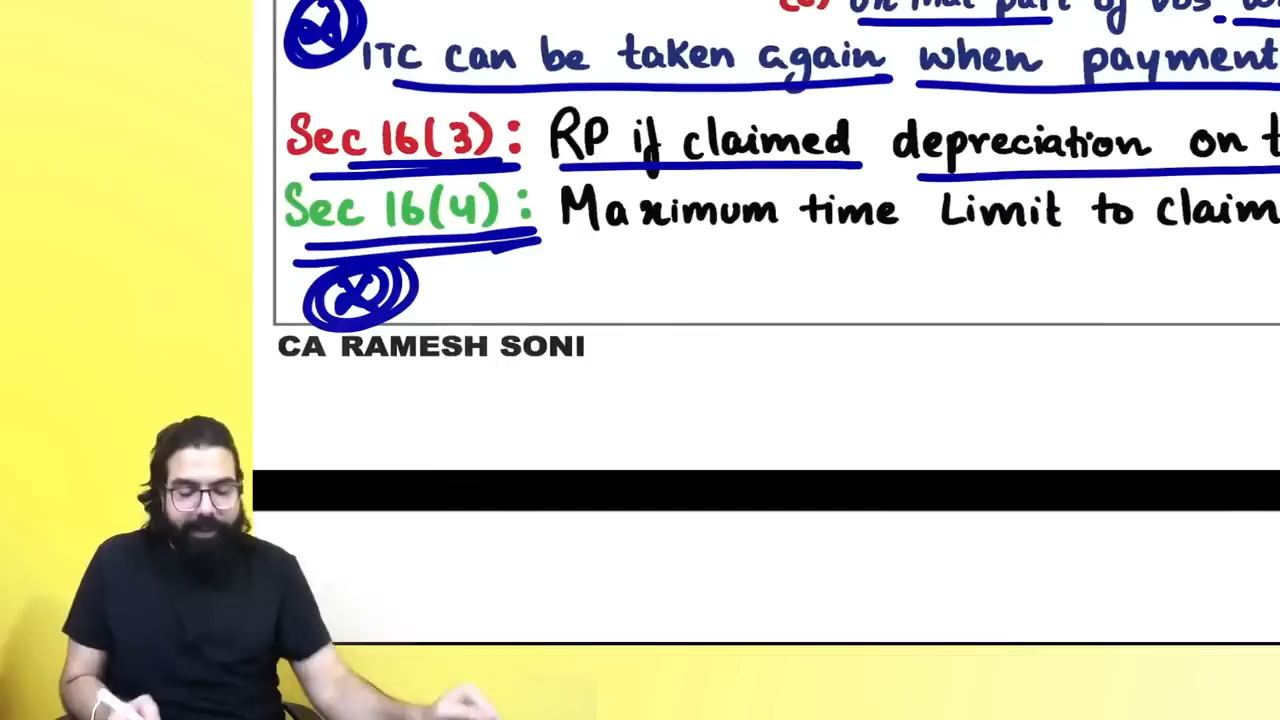 of
ITC can be taken again when payment
Sec 16(3): RP if claimed depreciation on
Sec 16(4): Maximum time Limit to claim
CA RAMESH SONI